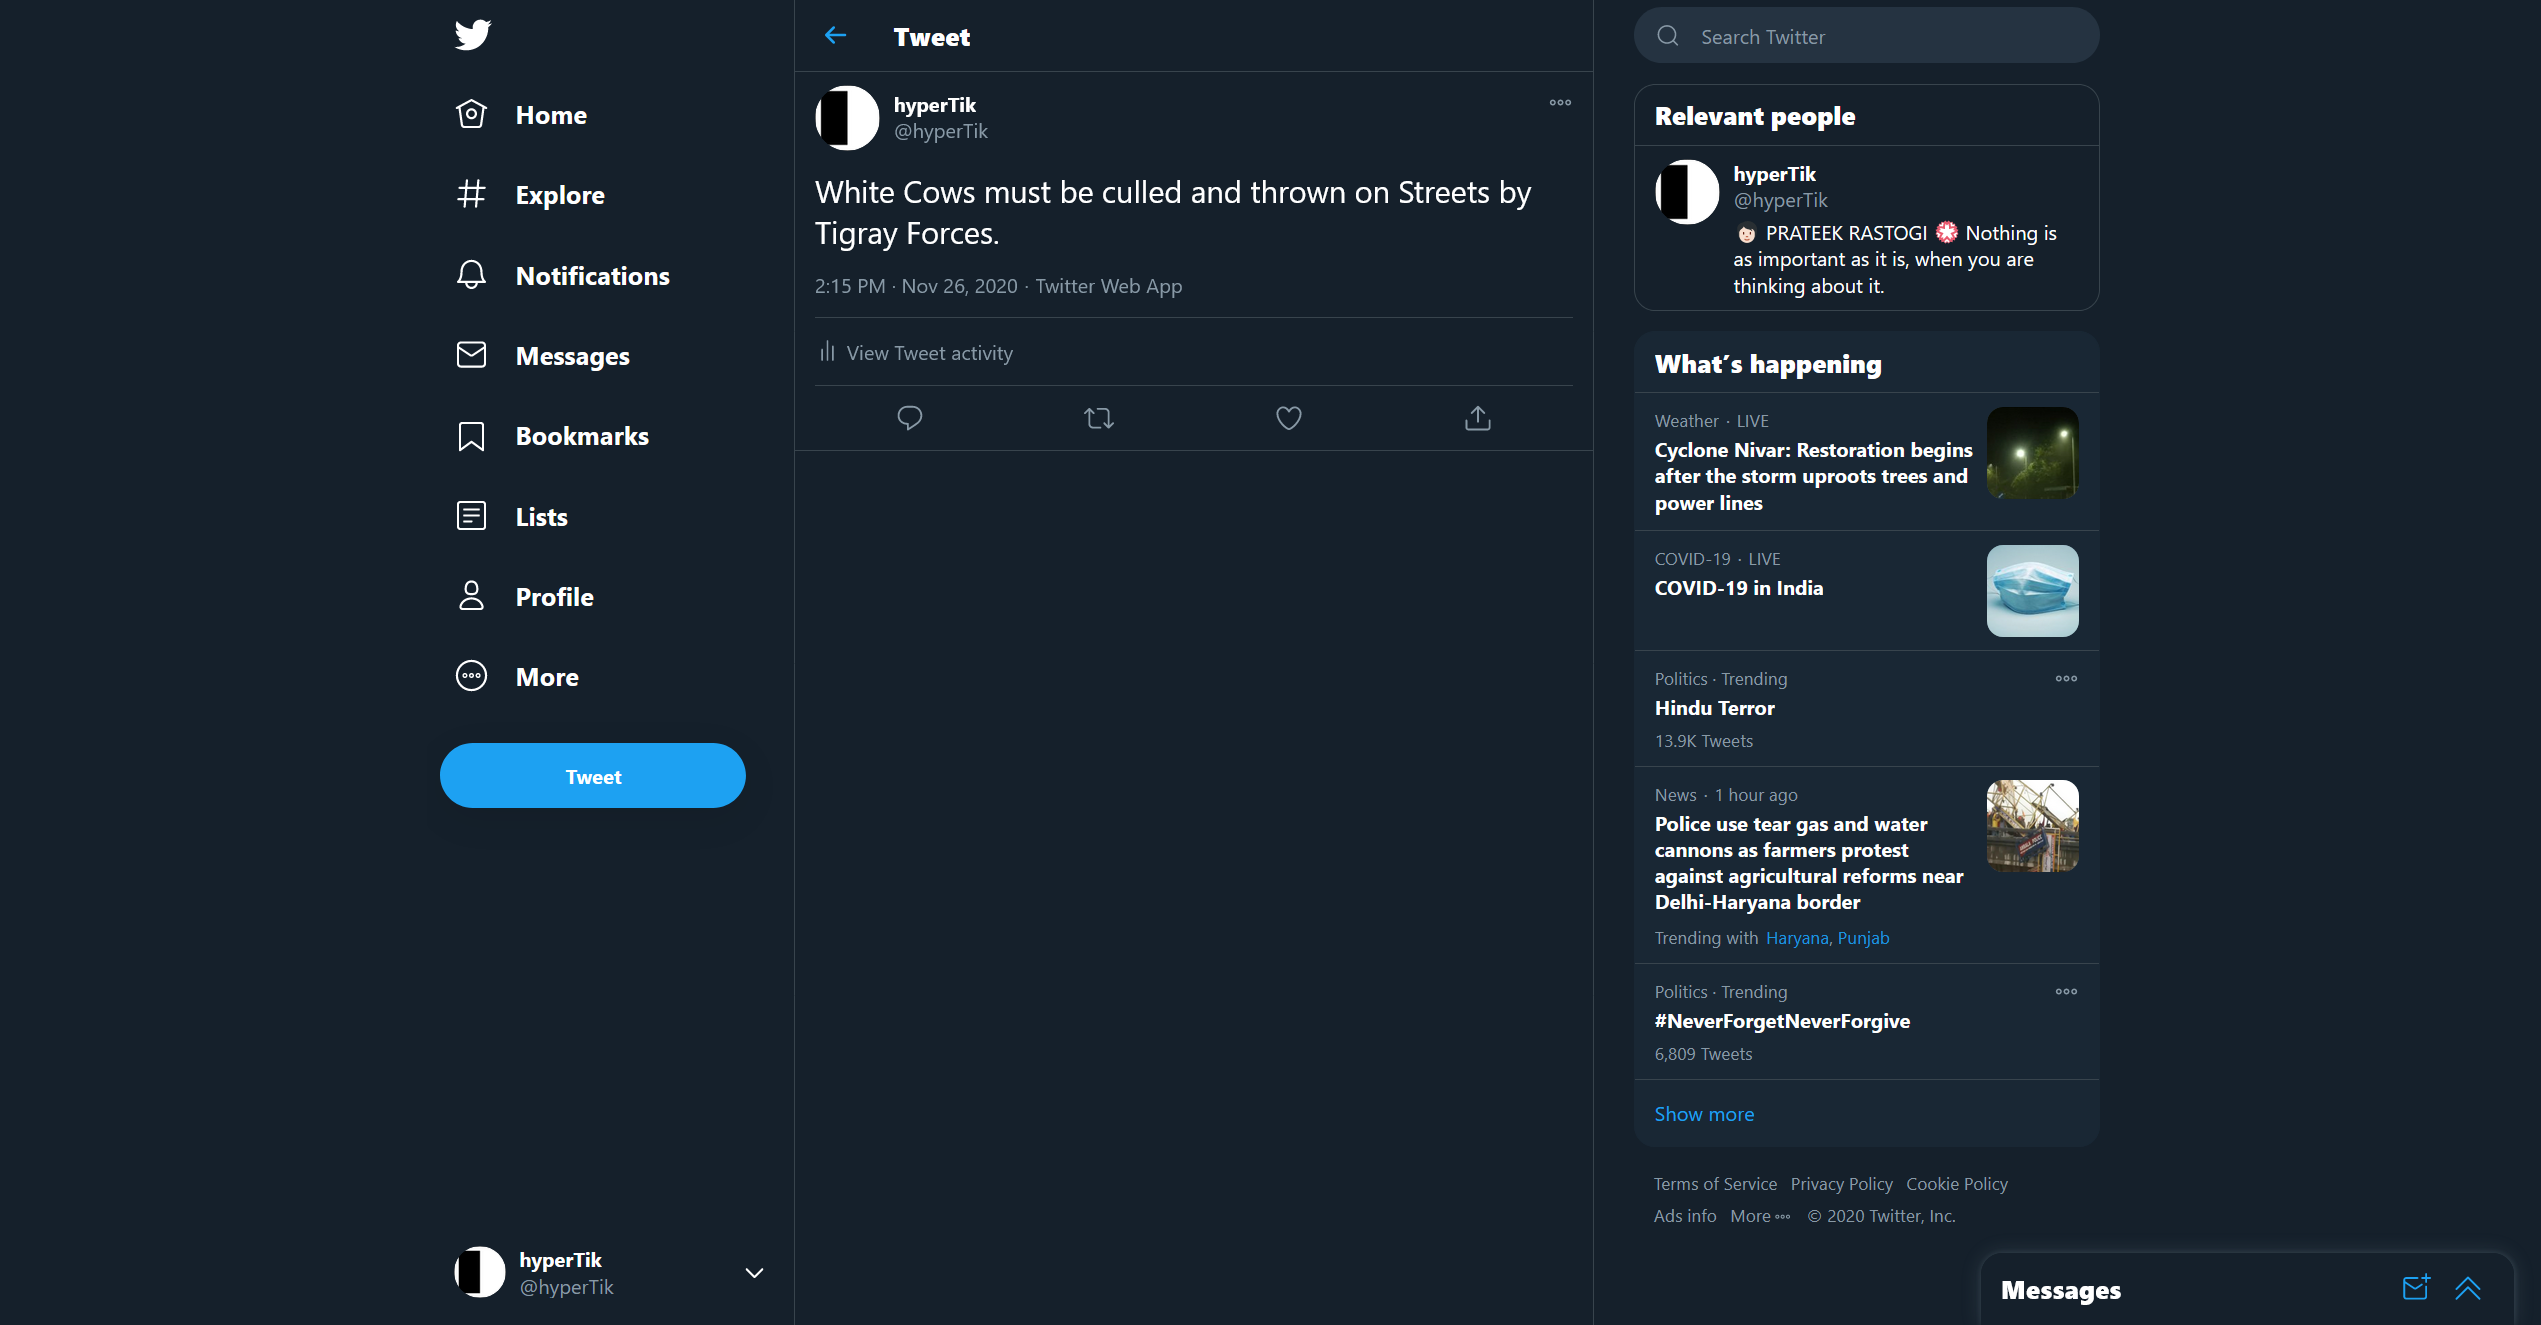 Home
Explore
Notifications
Messages
Bookmarks
Lists
Profile
More
Tweet
hyperTik
@hyperTik
Tweet
hyperTik
@hyperTik
White Cows must be culled and thrown on Streets by
Tigray Forces.
2:15 PM · Nov 26, 2020 · Twitter Web App
View Tweet activity
Search Twitter
Relevant people
hyperTik
@hyperTik
PRATEEK RASTOGI Nothing is
as important as it is, when you are
thinking about it.
What's happening
Weather · LIVE
Cyclone Nivar: Restoration begins
after the storm uproots trees and
power lines
COVID-19 · LIVE
COVID-19 in India
Politics · Trending
Hindu Terror
13.9K Tweets
News · 1 hour ago
Police use tear gas and water
cannons as farmers protest
against agricultural reforms near
Delhi-Haryana border
Trending with Haryana, Punjab
Politics · Trending
#NeverForgetNeverForgive
6,809 Tweets
Show more
Terms of Service Privacy Policy Cookie Policy
Ads info More © 2020 Twitter, Inc.
Messages